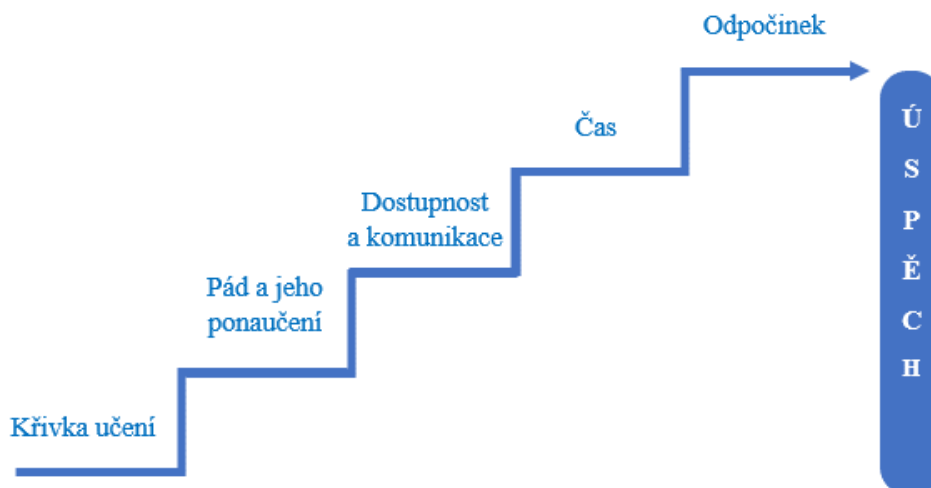 Odpočinek
Čas
Dostupnost
a komunikace
Pád a jeho
ponaučení
Křivka učení
Ú
S
P
Ě
C
H